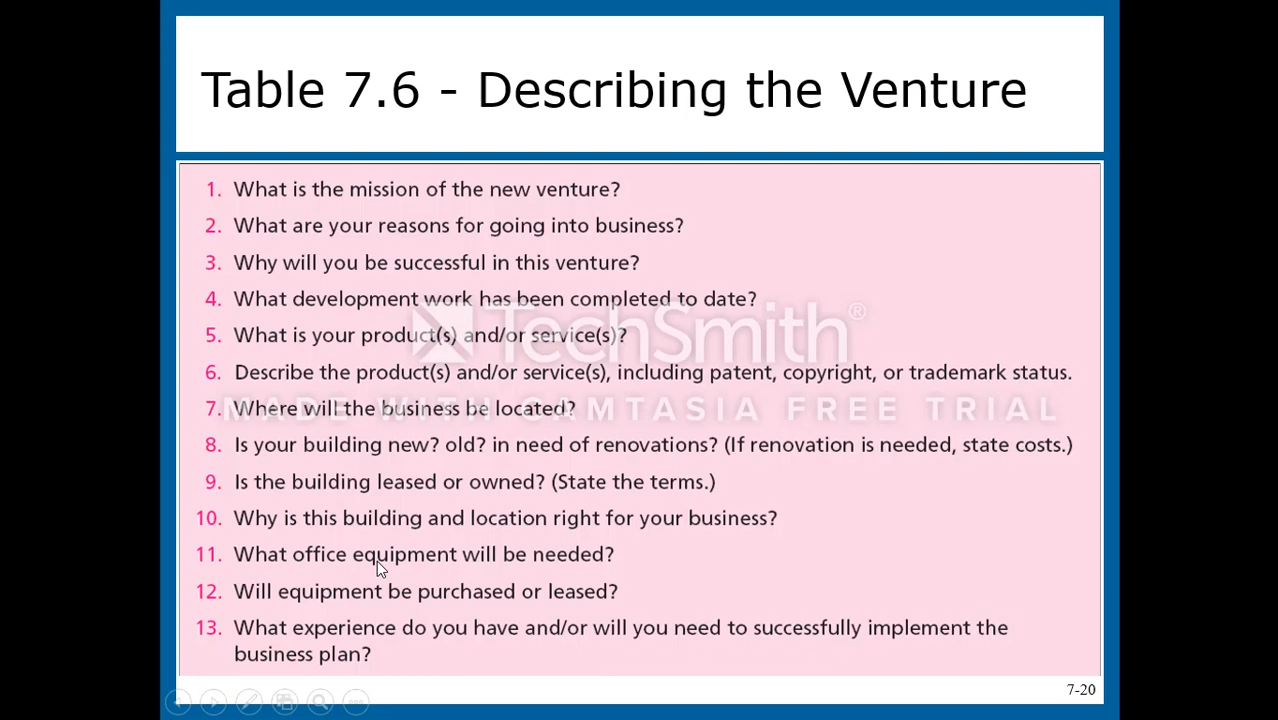 Table 7.6 - Describing the Venture
1. What is the mission of the new venture?
2. What are your reasons for going into business?
3. Why will you be successful in this venture?
4. What development work has been completed to date?
5. What is your product(s) and/or service(s)?
TechSmith®
6. Describe the product(s) and/or service(s), including patent, copyright, or trademark status.
MADE WITH CAMTASIA FREE TRIAL
7. Where will the business be located?
8. Is your building new? old? in need of renovations? (If renovation is needed, state costs.)
9. Is the building leased or owned? (State the terms.)
10. Why is this building and location right for your business?
11. What office equipment will be needed?
12. Will equipment be purchased or leased?
13. What experience do you have and/or will you need to successfully implement the
business plan?
7-20